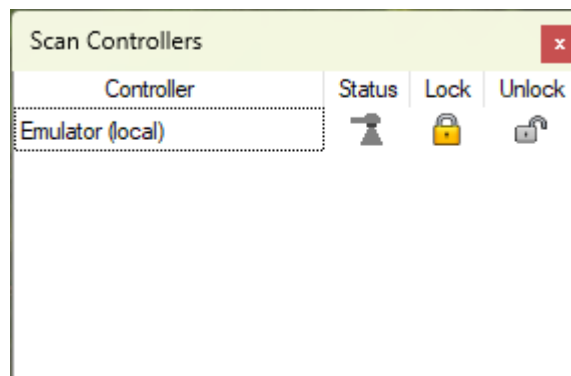 Scan Controllers
x
Controller Status Lock Unlock
Emulator (local)